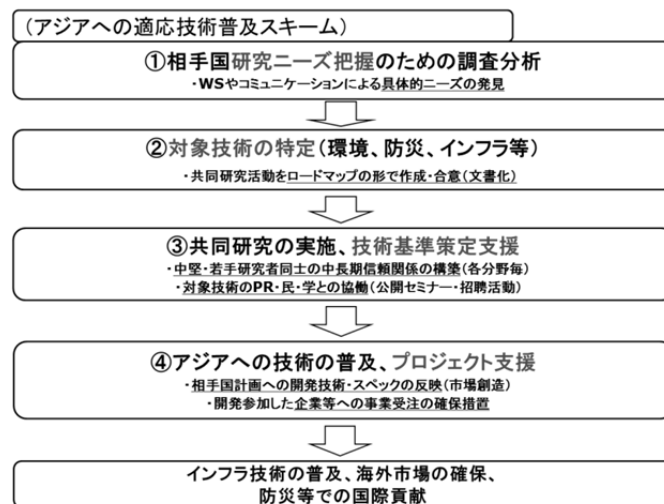 (アジアへの適応技術普及スキーム)
①相手国研究ニーズ把握のための調査分析
・WSやコミュニケーションによる具体的ニーズの発見
②対象技術の特定(環境、防災、インフラ等)
・共同研究活動をロードマップの形で作成・合意(文書化)
③共同研究の実施、技術基準策定支援
・中堅・若手研究者同士の中長期信頼関係の構築(各分野毎)
・対象技術のPR・民・学との協働(公開セミナー・招聘活動)
④アジアへの技術の普及、プロジェクト支援
・相手国計画への開発技術・スペックの反映(市場創造)
・開発参加した企業等への事業受注の確保措置
インフラ技術の普及、海外市場の確保、
防災等での国際貢献